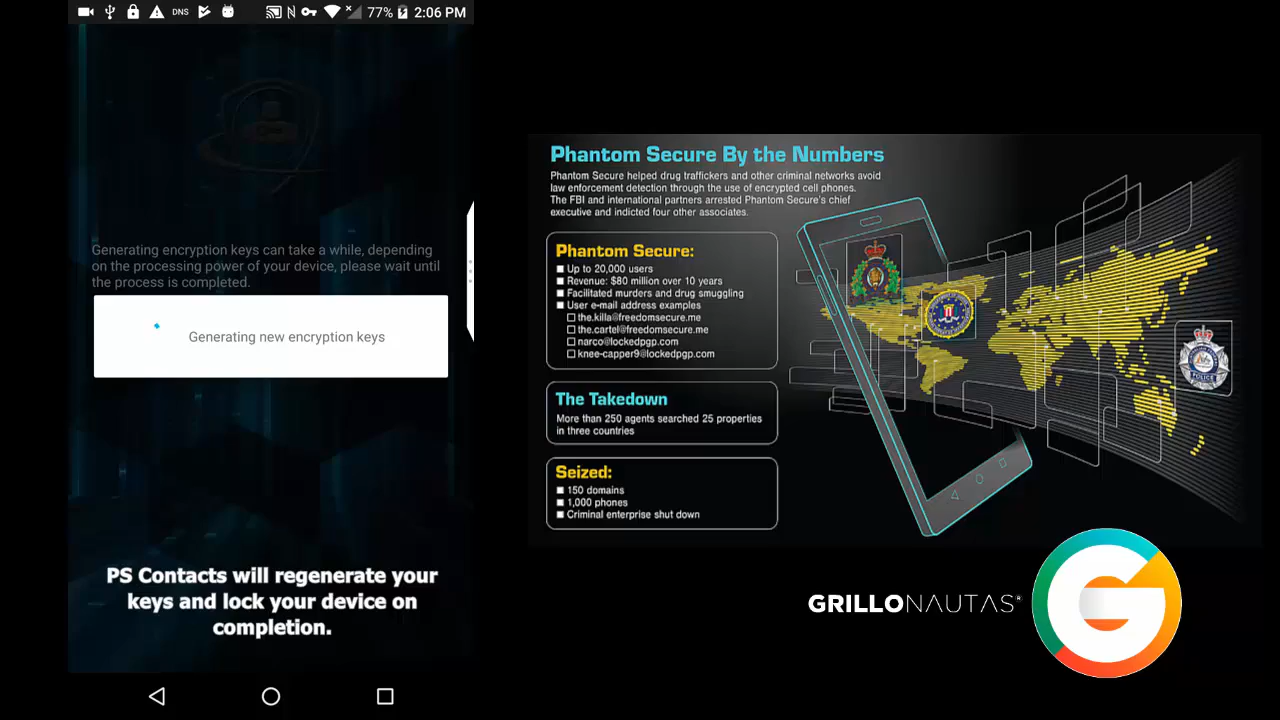 DNS 77% 2:06 PM
Generating encryption keys can take a while, depending
on the processing power of your device, please wait until
the process is completed.
Generating new encryption keys
PS Contacts will regenerate your
keys and lock your device on
completion.
Phantom Secure By the Numbers
Phantom Secure helped drug traffickers and other criminal networks avoid
law enforcement detection through the use of encrypted cell phones.
The FBI and international partners arrested Phantom Secure's chief
executive and indicted four other associates.
Phantom Secure:
Up to 20,000 users
Revenue: $80 million over 10 years
Facilitated murders and drug smuggling
User e-mail address examples
the.killa@freedomsecure.me
the.cartel@freedomsecure.me
narco@lockedpgp.com
knee-capper9@lockedpgp.com
The Takedown
More than 250 agents searched 25 properties
in three countries
Seized:
150 domains
1,000 phones
Criminal enterprise shut down
POLICE
GRILLONAUTAS®
G